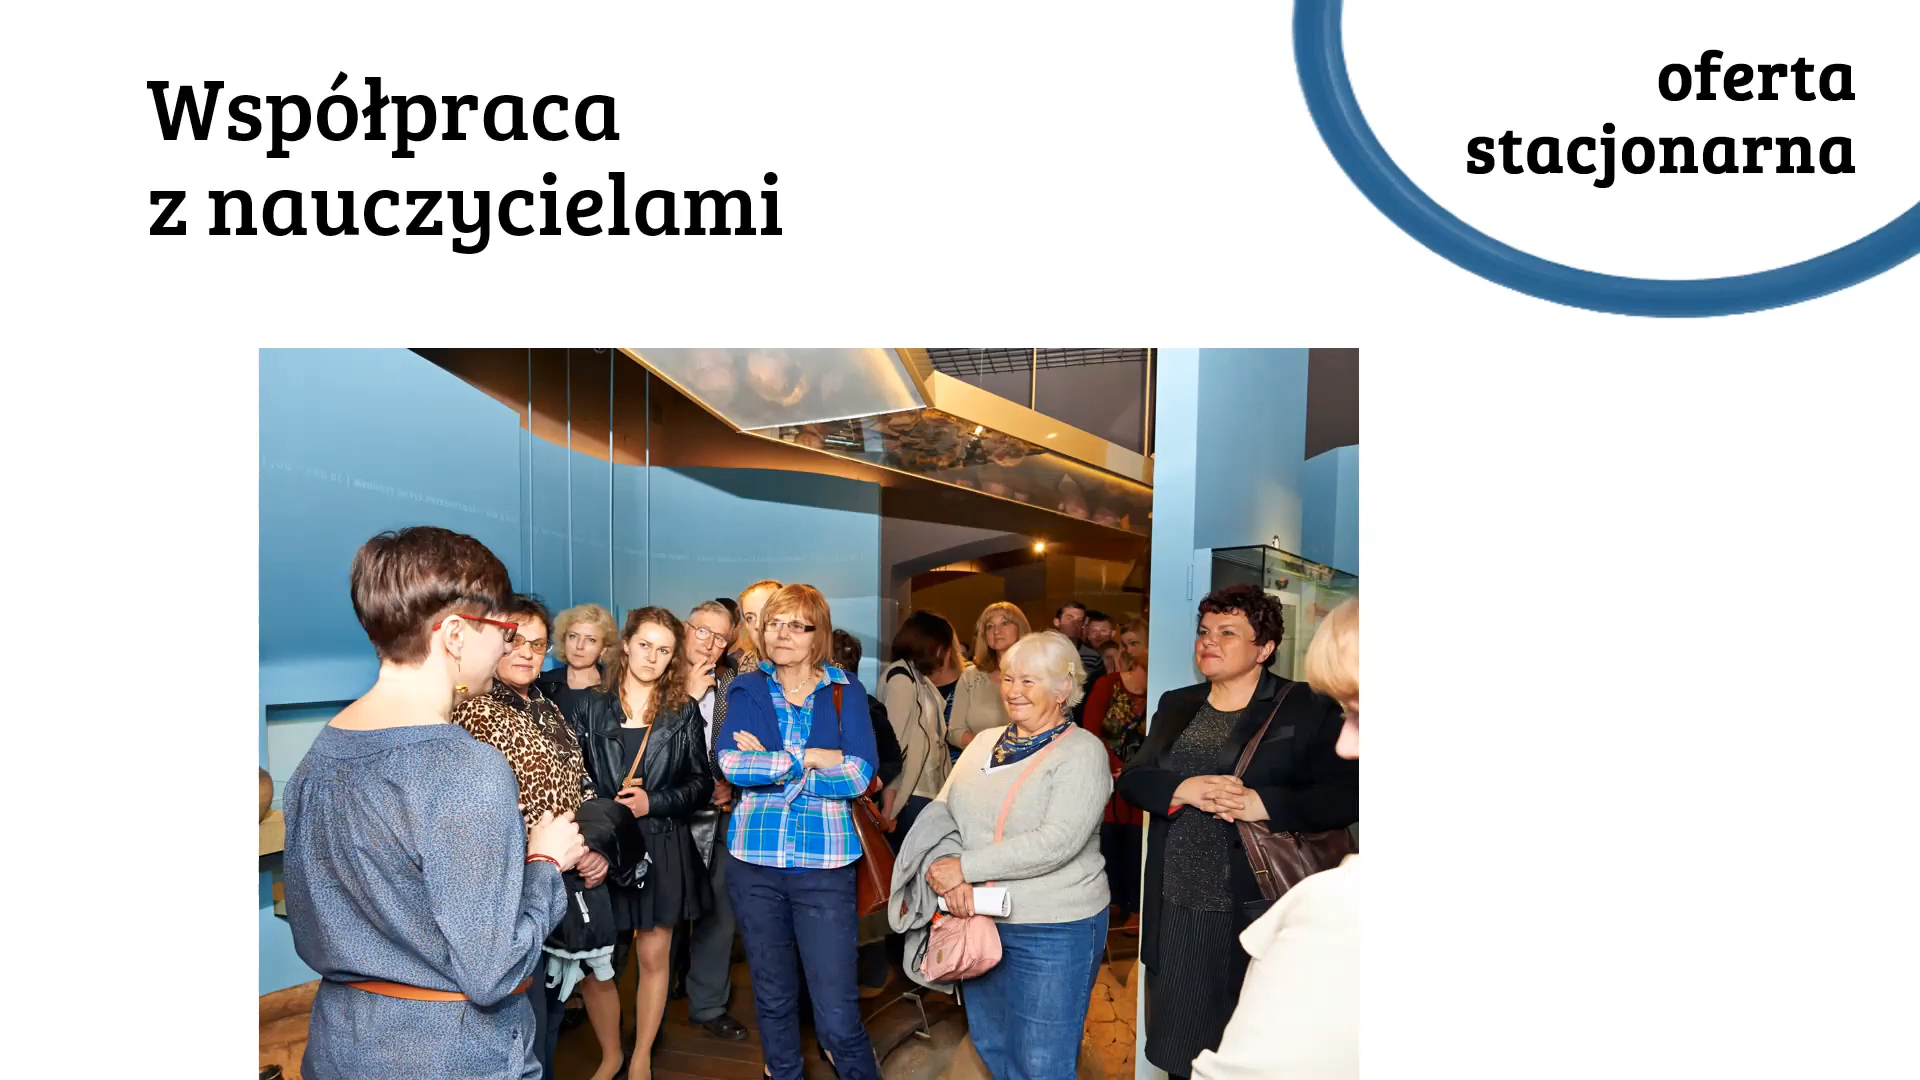 Współpraca
z nauczycielami
oferta
stacjonarna